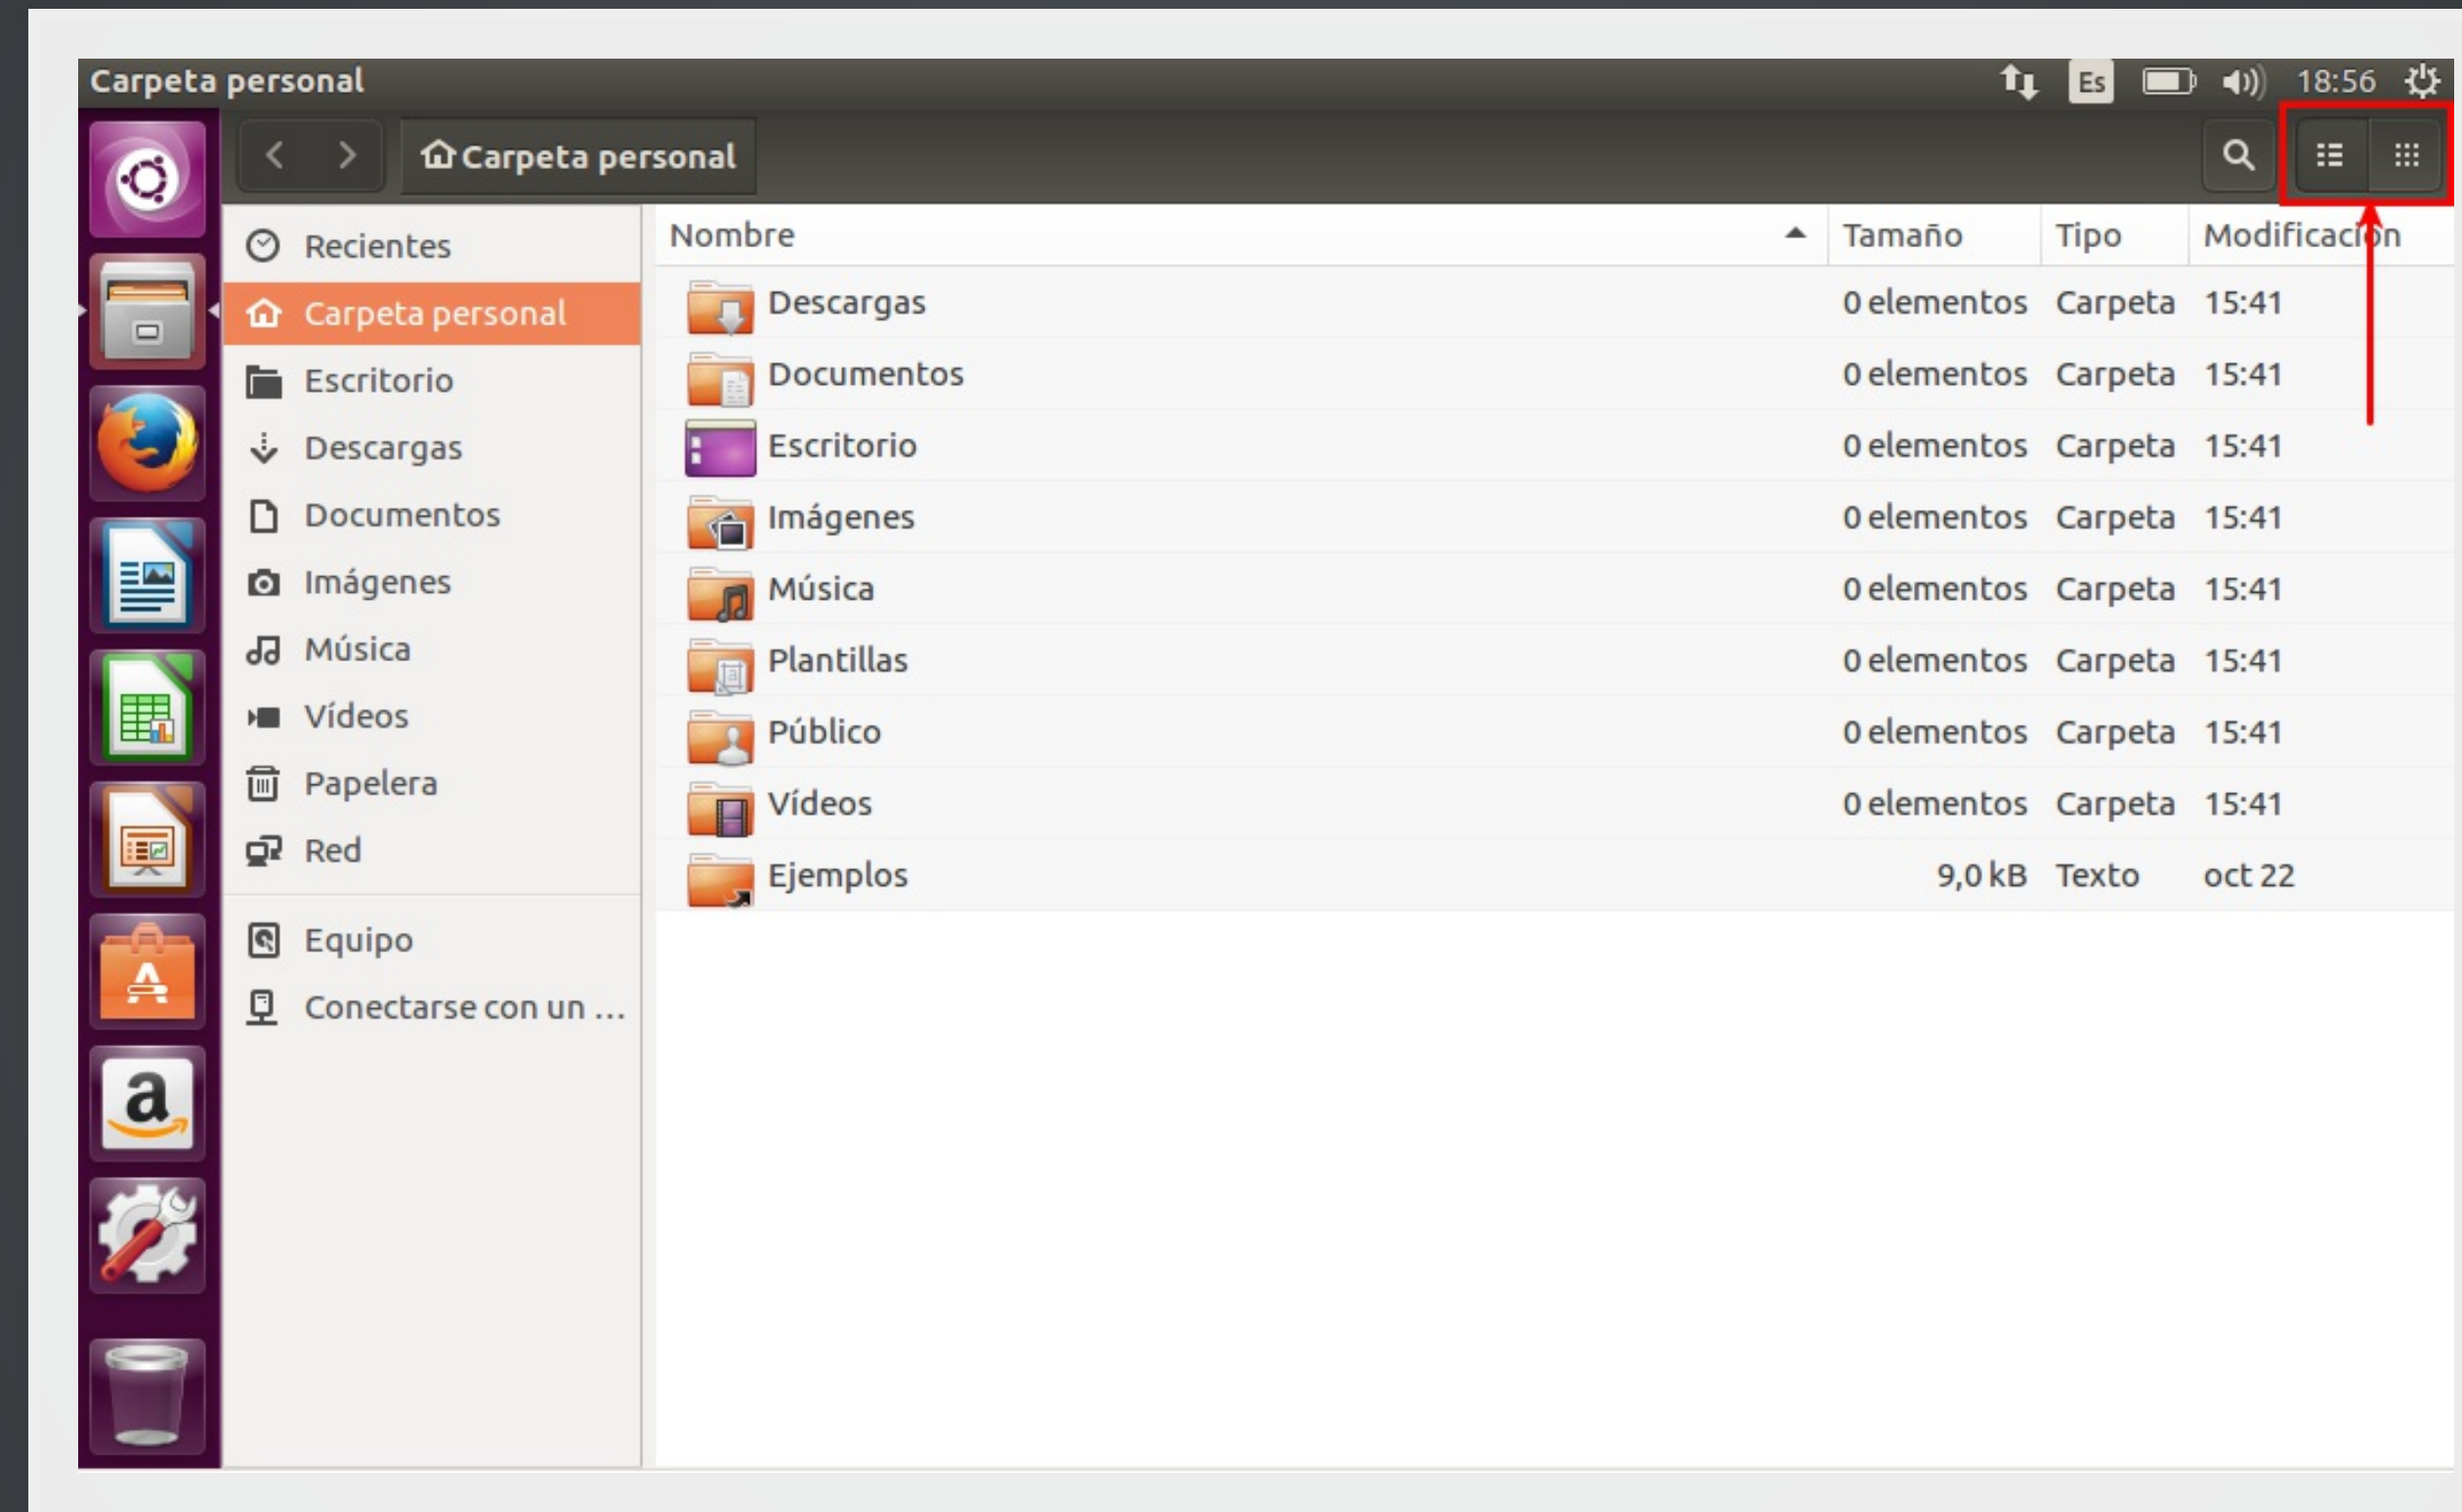 Carpeta personal Es 18:56
Carpeta personal
Recientes
Carpeta personal
Escritorio
Descargas
Documentos
Imágenes
Música
Vídeos
Papelera
Red
Equipo
Conectarse con un ...
Nombre Tamaño Tipo Modificación
Descargas 0 elementos Carpeta 15:41
Documentos 0 elementos Carpeta 15:41
Escritorio 0 elementos Carpeta 15:41
Imágenes 0 elementos Carpeta 15:41
Música 0 elementos Carpeta 15:41
Plantillas 0 elementos Carpeta 15:41
Público 0 elementos Carpeta 15:41
Vídeos 0 elementos Carpeta 15:41
Ejemplos 9,0 kB Texto oct 22